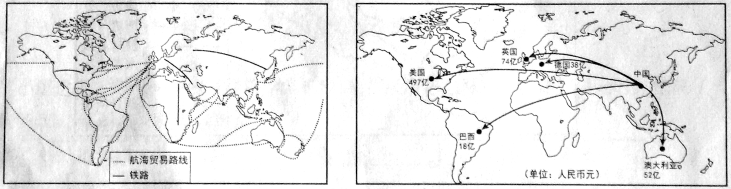 航海贸易路线
铁路
英国
74亿
德国38亿
中国
美国
497亿
巴西
18亿
澳大利亚
52亿
(单位：人民币元)